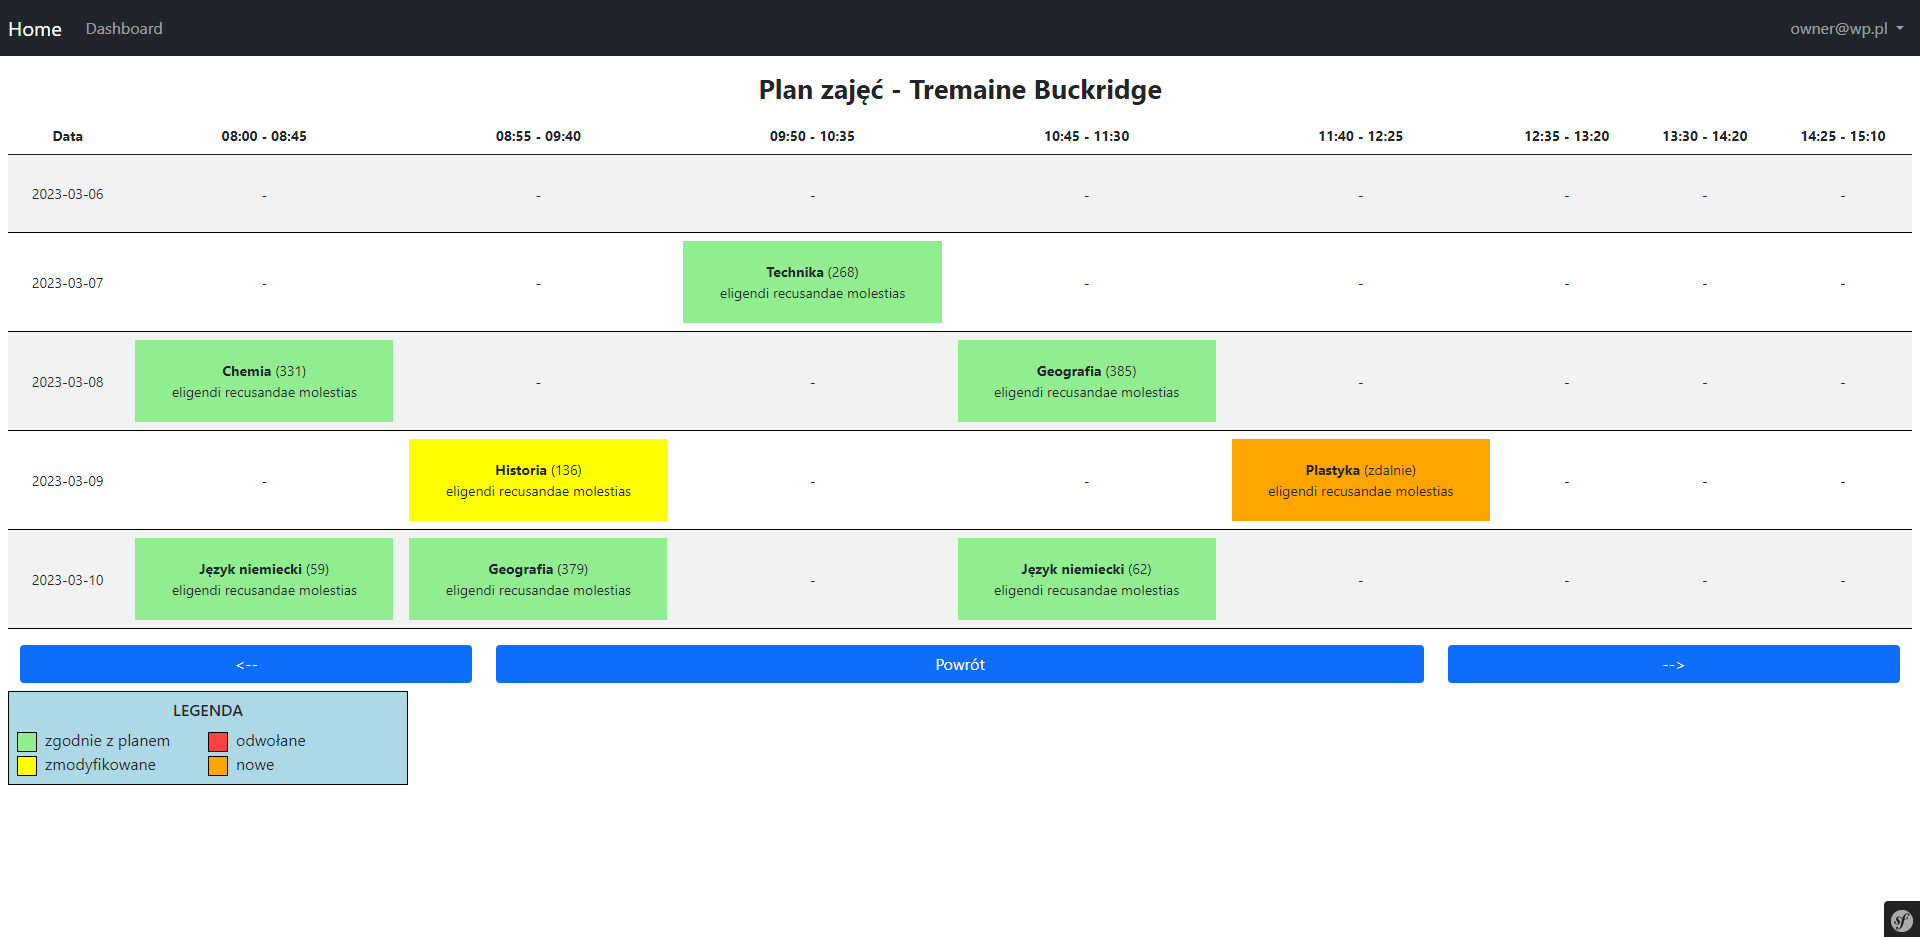 Home Dashboard owner@wp.pl
Plan zajęć - Tremaine Buckridge
Data 08:00 - 08:45 08:55 - 09:40 09:50 - 10:35 10:45 - 11:30 11:40 - 12:25 12:35 - 13:20 13:30 - 14:20 14:25 - 15:10
2023-03-06 - - - - - - - -
2023-03-07 - - Technika (268) - - - - -
eligendi recusandae molestias
2023-03-08 Chemia (331) - - Geografia (385) - - - -
eligendi recusandae molestias eligendi recusandae molestias
2023-03-09 - Historia (136) - - Plastyka (zdalnie) - - -
eligendi recusandae molestias eligendi recusandae molestias
2023-03-10 Język niemiecki (59) Geografia (379) - Język niemiecki (62) - - - -
eligendi recusandae molestias eligendi recusandae molestias eligendi recusandae molestias
<-- Powrót -->
LEGENDA
zgodnie z planem odwołane
zmodyfikowane nowe
sf